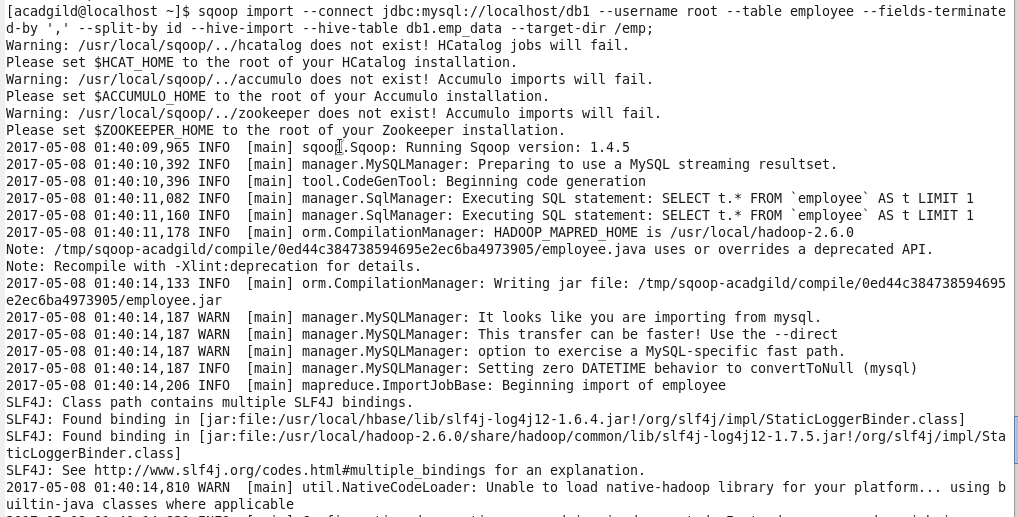 [acadgild@localhost ~]$ sqoop import --connect jdbc:mysql://localhost/db1 --username root --table employee --fields-terminate
d-by ',' --split-by id --hive-import --hive-table db1.emp_data --target-dir /emp;
Warning: /usr/local/sqoop/../hcatalog does not exist! HCatalog jobs will fail.
Please set $HCAT_HOME to the root of your HCatalog installation.
Warning: /usr/local/sqoop/../accumulo does not exist! Accumulo imports will fail.
Please set $ACCUMULO_HOME to the root of your Accumulo installation.
Warning: /usr/local/sqoop/../zookeeper does not exist! Accumulo imports will fail.
Please set $ZOOKEEPER_HOME to the root of your Zookeeper installation.
2017-05-08 01:40:09,965 INFO  [main] sqoop.Sqoop: Running Sqoop version: 1.4.5
2017-05-08 01:40:10,392 INFO  [main] manager.MySQLManager: Preparing to use a MySQL streaming resultset.
2017-05-08 01:40:10,396 INFO  [main] tool.CodeGenTool: Beginning code generation
2017-05-08 01:40:11,082 INFO  [main] manager.SqlManager: Executing SQL statement: SELECT t.* FROM `employee` AS t LIMIT 1
2017-05-08 01:40:11,160 INFO  [main] manager.SqlManager: Executing SQL statement: SELECT t.* FROM `employee` AS t LIMIT 1
2017-05-08 01:40:11,178 INFO  [main] orm.CompilationManager: HADOOP_MAPRED_HOME is /usr/local/hadoop-2.6.0
Note: /tmp/sqoop-acadgild/compile/0ed44c384738594695e2ec6ba4973905/employee.java uses or overrides a deprecated API.
Note: Recompile with -Xlint:deprecation for details.
2017-05-08 01:40:14,133 INFO  [main] orm.CompilationManager: Writing jar file: /tmp/sqoop-acadgild/compile/0ed44c384738594695
e2ec6ba4973905/employee.jar
2017-05-08 01:40:14,187 WARN  [main] manager.MySQLManager: It looks like you are importing from mysql.
2017-05-08 01:40:14,187 WARN  [main] manager.MySQLManager: This transfer can be faster! Use the --direct
2017-05-08 01:40:14,187 WARN  [main] manager.MySQLManager: option to exercise a MySQL-specific fast path.
2017-05-08 01:40:14,187 INFO  [main] manager.MySQLManager: Setting zero DATETIME behavior to convertToNull (mysql)
2017-05-08 01:40:14,206 INFO  [main] mapreduce.ImportJobBase: Beginning import of employee
SLF4J: Class path contains multiple SLF4J bindings.
SLF4J: Found binding in [jar:file:/usr/local/hbase/lib/slf4j-log4j12-1.6.4.jar!/org/slf4j/impl/StaticLoggerBinder.class]
SLF4J: Found binding in [jar:file:/usr/local/hadoop-2.6.0/share/hadoop/common/lib/slf4j-log4j12-1.7.5.jar!/org/slf4j/impl/Sta
ticLoggerBinder.class]
SLF4J: See http://www.slf4j.org/codes.html#multiple_bindings for an explanation.
2017-05-08 01:40:14,810 WARN  [main] util.NativeCodeLoader: Unable to load native-hadoop library for your platform... using b
uiltin-java classes where applicable